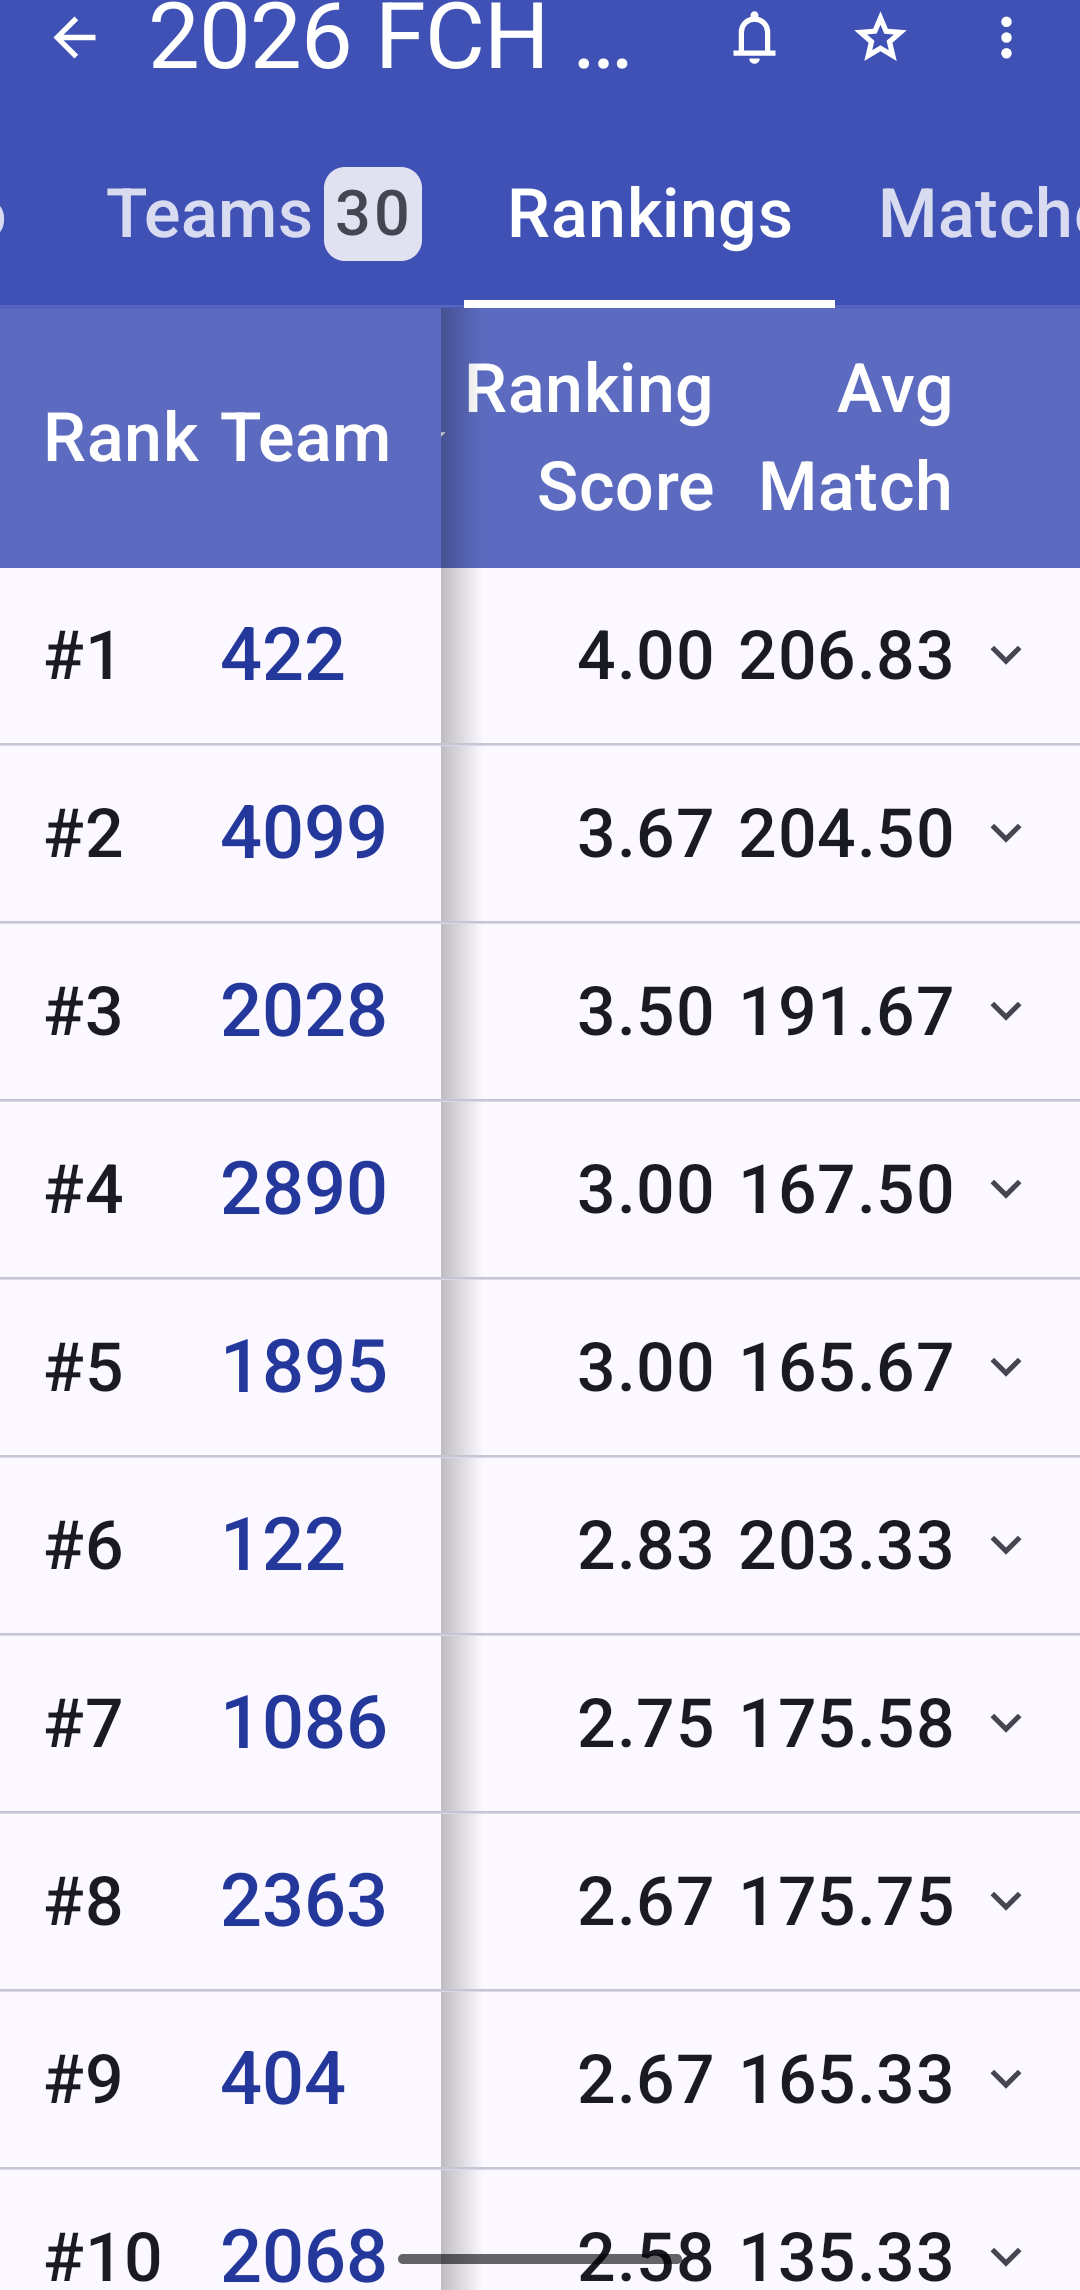 2026 FCH ...
Teams 30 Rankings Matche
Rank Team Ranking Score Avg Match
#1 422 4.00 206.83
#2 4099 3.67 204.50
#3 2028 3.50 191.67
#4 2890 3.00 167.50
#5 1895 3.00 165.67
#6 122 2.83 203.33
#7 1086 2.75 175.58
#8 2363 2.67 175.75
#9 404 2.67 165.33
#10 2068 2.58 135.33